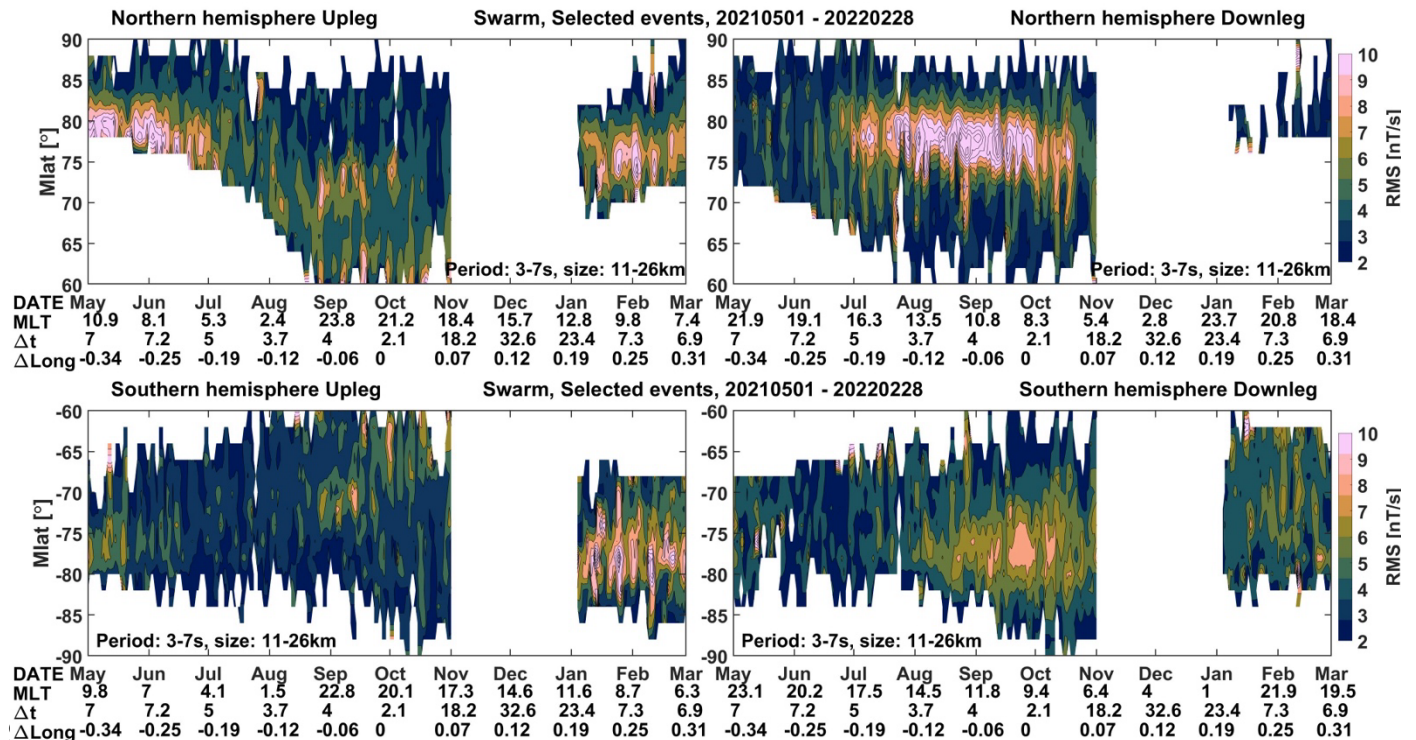 Northern hemisphere Upleg Swarm, Selected events, 20210501 - 20220228 Northern hemisphere Downleg
90 90 10
85 85 9
80 80 8
75 75 7
70 70 6
65 65 5
60 60 4
3
2
Mlat [°]
RMS [nT/s]
Period: 3-7s, size: 11-26km Period: 3-7s, size: 11-26km
DATE May Jun Jul Aug Sep Oct Nov Dec Jan Feb Mar May Jun Jul Aug Sep Oct Nov Dec Jan Feb Mar
MLT 10.9 8.1 5.3 2.4 23.8 21.2 18.4 15.7 12.8 9.8 7.4 21.9 19.1 16.3 13.5 10.8 8.3 5.4 2.8 23.7 20.8 18.4
Δt 7 7.2 5 3.7 4 2.1 18.2 32.6 23.4 7.3 6.9 7 7.2 5 3.7 4 2.1 18.2 32.6 23.4 7.3 6.9
ΔLong -0.34 -0.25 -0.19 -0.12 -0.06 0 0.07 0.12 0.19 0.25 0.31 -0.34 -0.25 -0.19 -0.12 -0.06 0 0.07 0.12 0.19 0.25 0.31
Southern hemisphere Upleg Swarm, Selected events, 20210501 - 20220228 Southern hemisphere Downleg
-60 -60 10
-65 -65 9
-70 -70 8
-75 -75 7
-80 -80 6
-85 -85 5
-90 -90 4
3
2
Mlat [°]
RMS [nT/s]
Period: 3-7s, size: 11-26km Period: 3-7s, size: 11-26km
DATE May Jun Jul Aug Sep Oct Nov Dec Jan Feb Mar May Jun Jul Aug Sep Oct Nov Dec Jan Feb Mar
MLT 9.8 7 4.1 1.5 22.8 20.1 17.3 14.6 11.6 8.7 6.3 23.1 20.2 17.5 14.5 11.8 9.4 6.4 4 1 21.9 19.5
Δt 7 7.2 5 3.7 4 2.1 18.2 32.6 23.4 7.3 6.9 7 7.2 5 3.7 4 2.1 18.2 32.6 23.4 7.3 6.9
ΔLong -0.34 -0.25 -0.19 -0.12 -0.06 0 0.07 0.12 0.19 0.25 0.31 -0.34 -0.25 -0.19 -0.12 -0.06 0 0.07 0.12 0.19 0.25 0.31